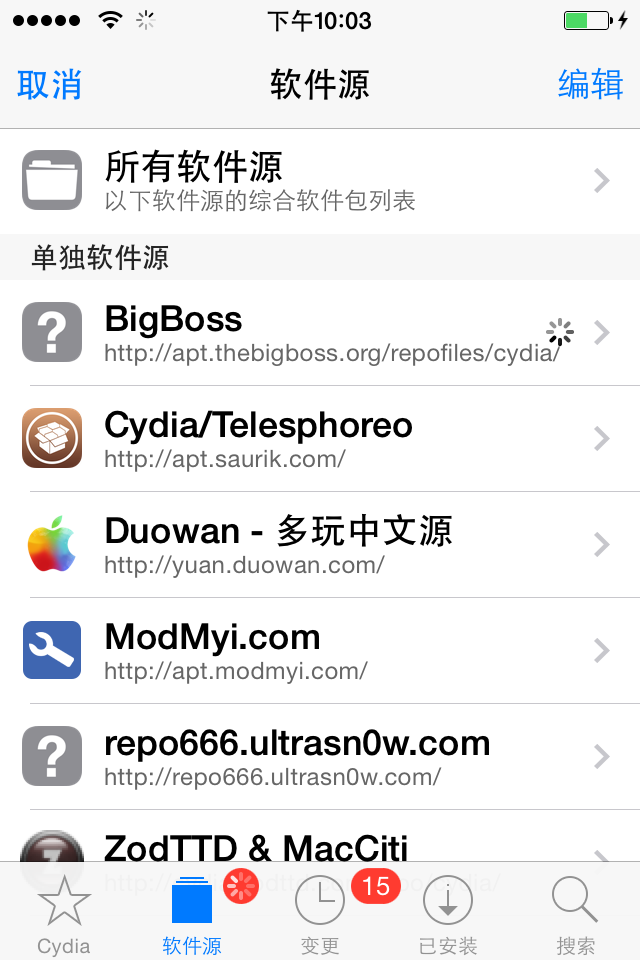 下午10:03
取消
软件源
编辑
所有软件源
以下软件源的综合软件包列表
单独软件源
BigBoss
http://apt.thebigboss.org/repofiles/cydia/
Cydia/Telesphoreo
http://apt.saurik.com/
Duowan - 多玩中文源
http://yuan.duowan.com/
ModMyi.com
http://apt.modmyi.com/
repo666.ultrasn0w.com
http://repo666.ultrasn0w.com/
ZodTTD & MacCiti
15
Cydia
软件源
变更
已安装
搜索